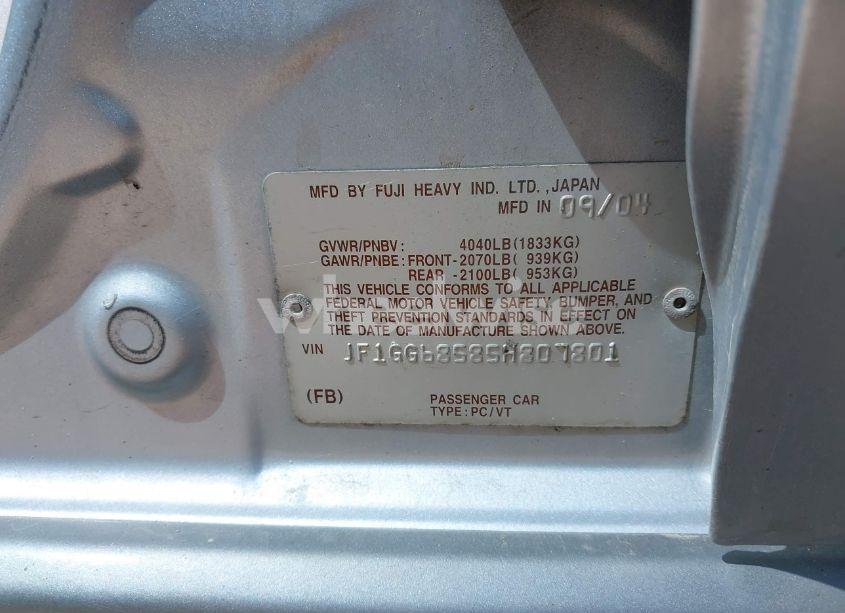 MFD BY FUJI HEAVY IND. LTD.,JAPAN
MFD IN 09/04
GVWR/PNBV: 4040LB(1833KG)
GAWR/PNBE:FRONT-2070LB( 939KG)
REAR -2100LB( 953KG)
THIS VEHICLE CONFORMS TO ALL APPLICABLE
FEDERAL MOTOR VEHICLE SAFETY, BUMPER, AND
THEFT PREVENTION STANDARDS IN EFFECT ON
THE DATE OF MANUFACTURE SHOWN ABOVE.
VIN JF1GG68585H807801
(FB) PASSENGER CAR
TYPE:PC/VT